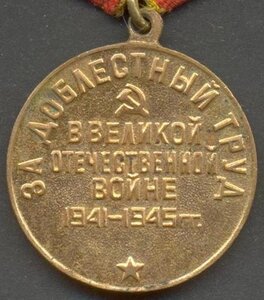 ЗА ДОБЛЕСТНЫЙ ТРУД
В ВЕЛИКОЙ
ОТЕЧЕСТВЕННОЙ
ВОЙНЕ
1941-1945 гг.